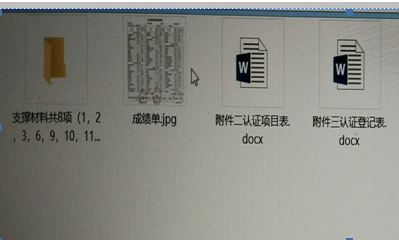 支撑材料共8项（1，2
，3，6，9，10，11...
成绩单.jpg
附件二认证项目表.
docx
附件三认证登记表.
docx
W
W